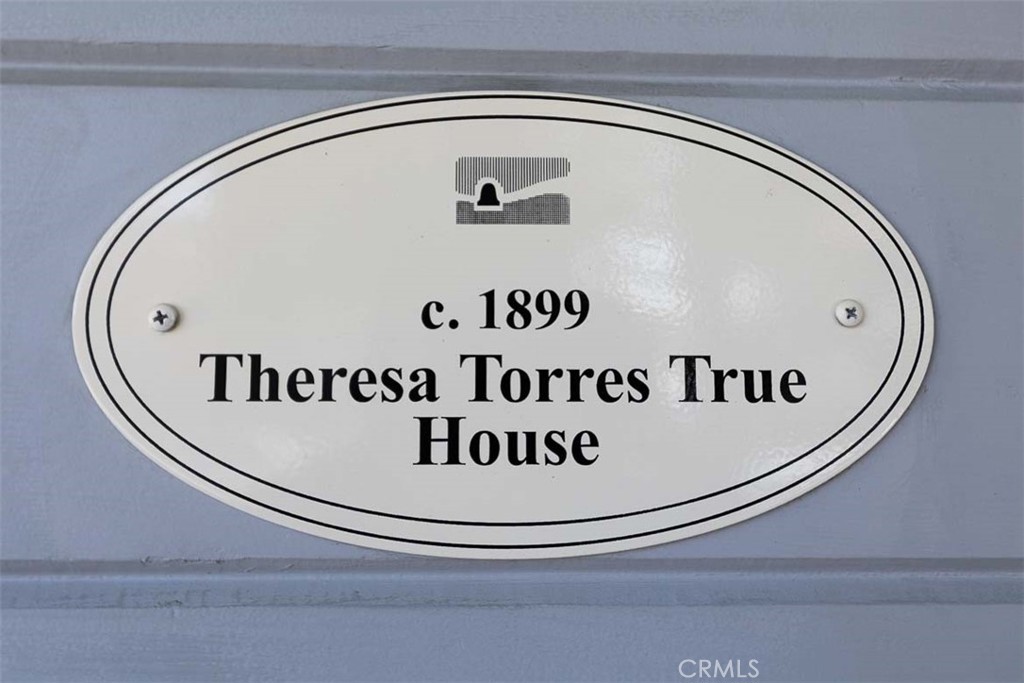 c. 1899
Theresa Torres True
House
CRMLS